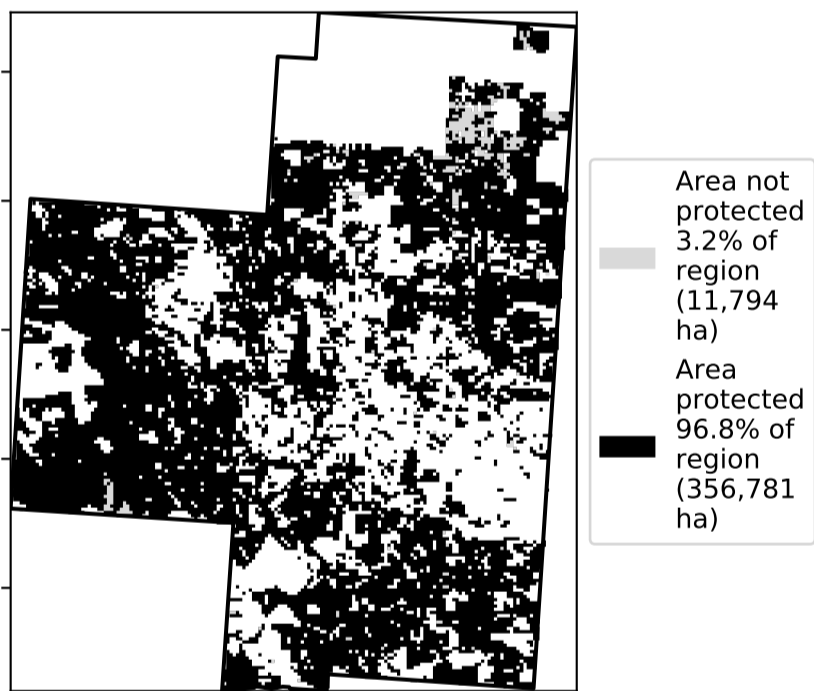 Area not
protected
3.2% of
region
(11,794
ha)
Area
protected
96.8% of
region
(356,781
ha)